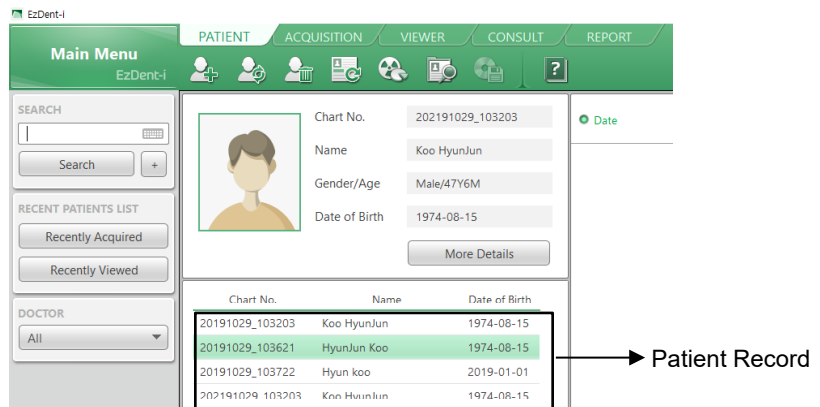 EzDent-i
Main Menu
EzDent-i
PATIENT ACQUISITION VIEWER CONSULT REPORT
?
SEARCH
Search +
RECENT PATIENTS LIST
Recently Acquired
Recently Viewed
DOCTOR
All
Chart No. 202191029_103203
Name Koo HyunJun
Gender/Age Male/47Y6M
Date of Birth 1974-08-15
More Details
Date
Chart No. Name Date of Birth
20191029_103203 Koo HyunJun 1974-08-15
20191029_103621 HyunJun Koo 1974-08-15
20191029_103722 Hyun koo 2019-01-01
202191029_103203 Koo HyunJun 1974-08-15
Patient Record